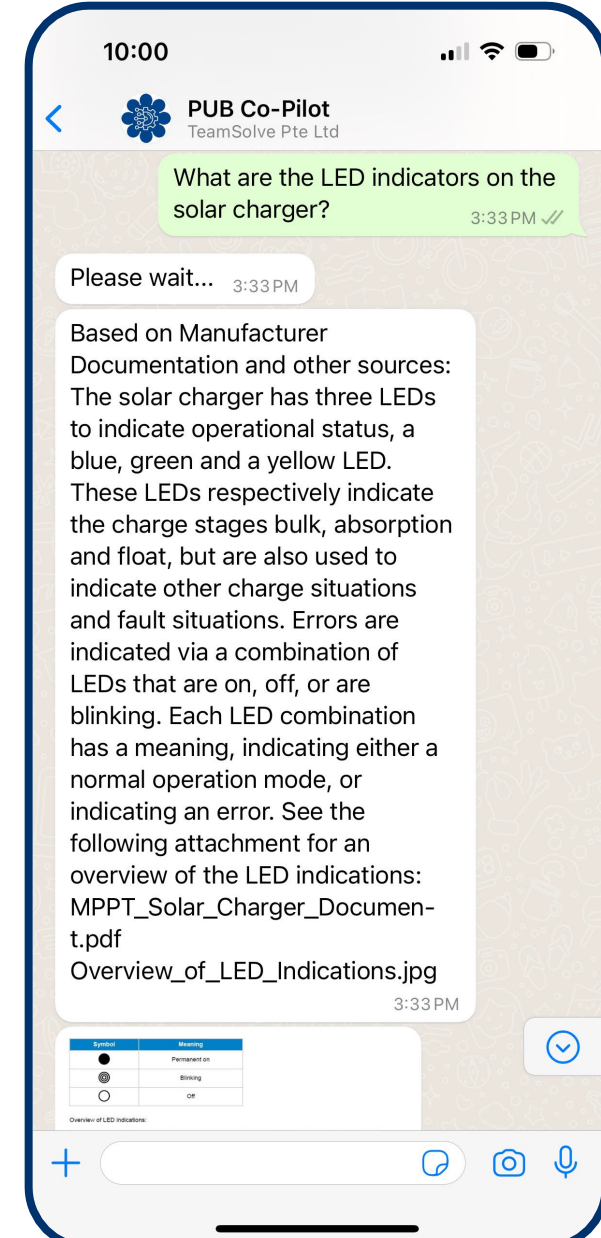 10:00
PUB Co-Pilot
TeamSolve Pte Ltd
What are the LED indicators on the
solar charger?
3:33 PM
Please wait...
3:33 PM
Based on Manufacturer
Documentation and other sources:
The solar charger has three LEDs
to indicate operational status, a
blue, green and a yellow LED.
These LEDs respectively indicate
the charge stages bulk, absorption
and float, but are also used to
indicate other charge situations
and fault situations. Errors are
indicated via a combination of
LEDs that are on, off, or are
blinking. Each LED combination
has a meaning, indicating either a
normal operation mode, or
indicating an error. See the
following attachment for an
overview of the LED indications:
MPPT_Solar_Charger_Documen-
t.pdf
Overview_of_LED_Indications.jpg
3:33 PM
Symbol Meaning
Permanent on
Blinking
Off
Overview of LED indications: